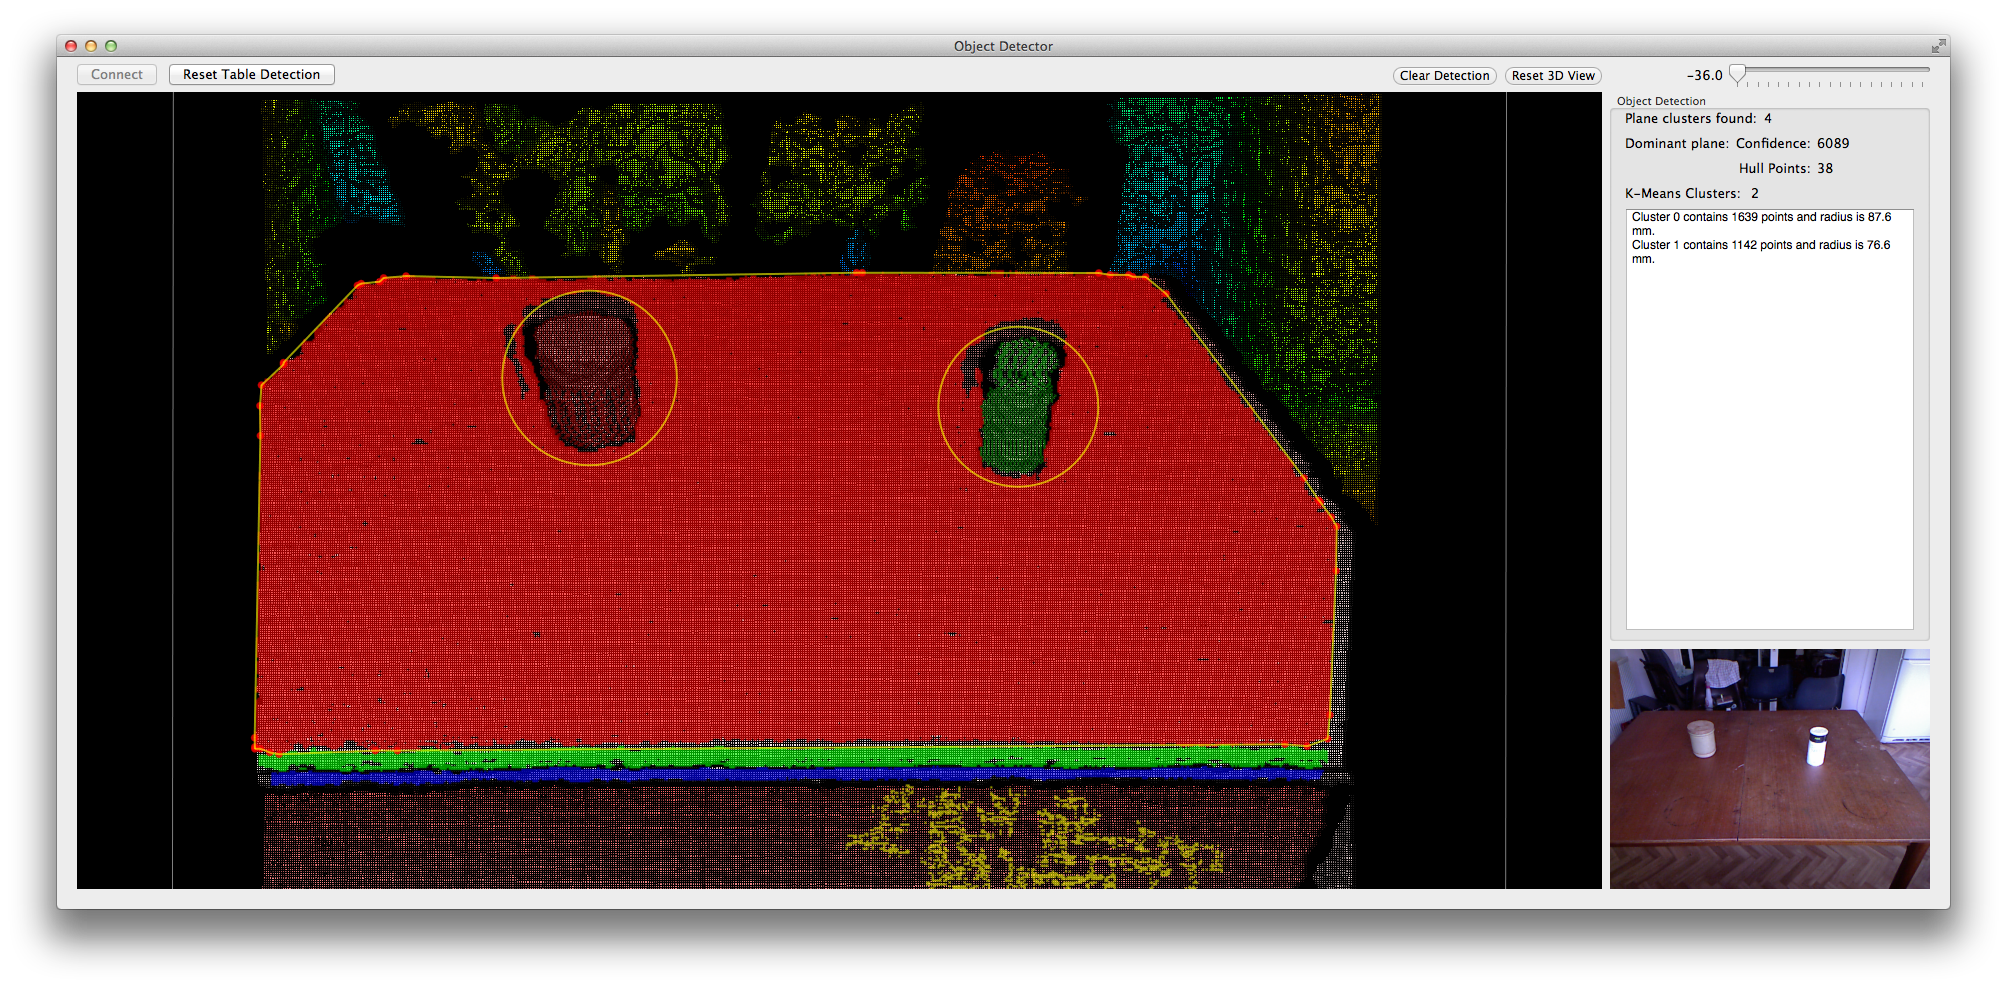 Object Detector
Connect
Reset Table Detection
Clear Detection
Reset 3D View
-36.0
Object Detection
Plane clusters found: 4
Dominant plane: Confidence: 6089
Hull Points: 38
K-Means Clusters: 2
Cluster 0 contains 1639 points and radius is 87.6
mm.
Cluster 1 contains 1142 points and radius is 76.6
mm.